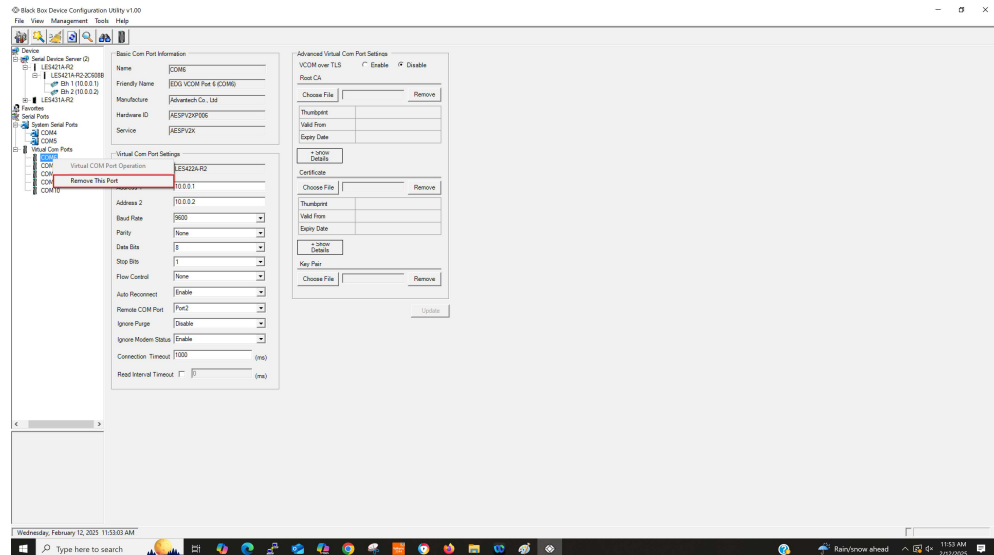 Black Box Device Configuration Utility v1.00
File View Management Tools Help
Device
Serial Device Server (2)
LES421A-R2
LES421A-R2-2C608B
Eth 1 (10.0.0.1)
Eth 2 (10.0.0.2)
LES431A-R2
Favorites
Serial Ports
System Serial Ports
COM4
COM5
Virtual Com Ports
COM6
COM
COM
COM
COM10
Virtual COM Port Operation
Remove This Port
Basic Com Port Information
Name COM6
Friendly Name EDG VCOM Port 6 (COM6)
Manufacture Advantech Co., Ltd
Hardware ID AESPV2XP006
Service AESPV2X
Virtual Com Port Settings
LES422A-R2
10.0.0.1
Address 2 10.0.0.2
Baud Rate 9600
Parity None
Data Bits 8
Stop Bits 1
Flow Control None
Auto Reconnect Enable
Remote COM Port Port2
Ignore Purge Disable
Ignore Modem Status Enable
Connection Timeout 1000 (ms)
Read Interval Timeout 0 (ms)
Advanced Virtual Com Port Settings
VCOM over TLS Enable Disable
Root CA
Choose File Remove
Thumbprint
Valid From
Expiry Date
+ Show
Details
Certificate
Choose File Remove
Thumbprint
Valid From
Expiry Date
+ Show
Details
Key Pair
Choose File Remove
Update
Wednesday, February 12, 2025 11:53:03 AM
Type here to search
Rain/snow ahead
11:53 AM
2/12/2025